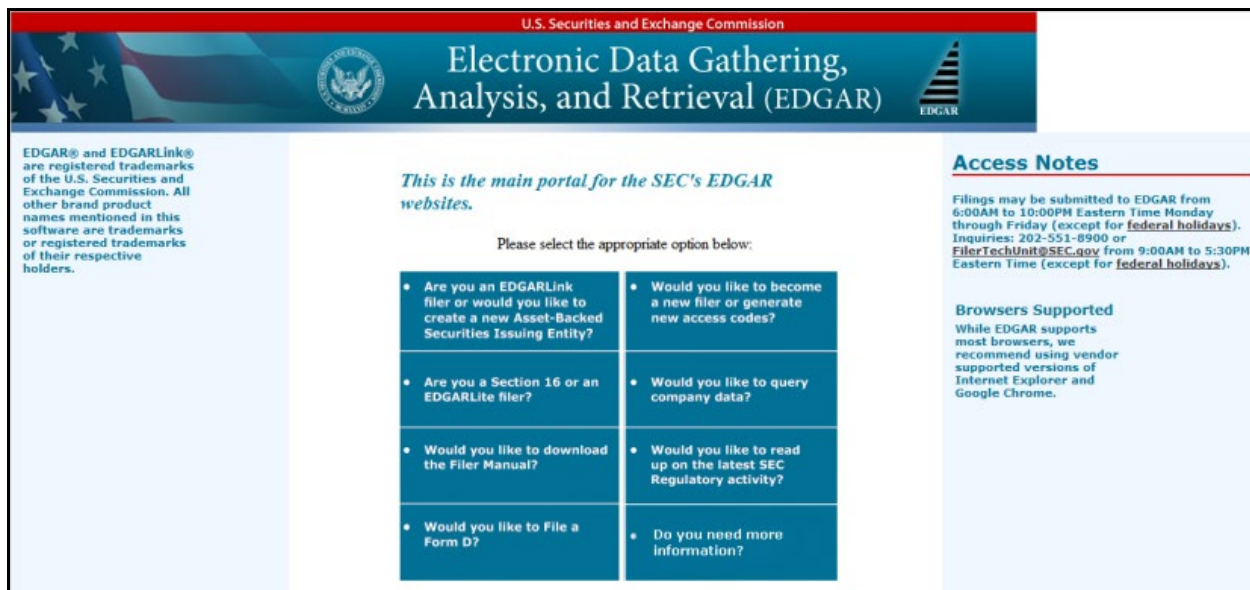 U.S. Securities and Exchange Commission
Electronic Data Gathering,
Analysis, and Retrieval (EDGAR)
EDGAR
EDGAR® and EDGARLink®
are registered trademarks
of the U.S. Securities and
Exchange Commission. All
other brand product
names mentioned in this
software are trademarks
or registered trademarks
of their respective
holders.
This is the main portal for the SEC's EDGAR
websites.
Please select the appropriate option below:
• Are you an EDGARLink
filer or would you like to
create a new Asset-Backed
Securities Issuing Entity?
• Would you like to become
a new filer or generate
new access codes?
• Are you a Section 16 or an
EDGARLite filer?
• Would you like to query
company data?
• Would you like to download
the Filer Manual?
• Would you like to read
up on the latest SEC
Regulatory activity?
• Would you like to File a
Form D?
• Do you need more
information?
Access Notes
Filings may be submitted to EDGAR from
6:00AM to 10:00PM Eastern Time Monday
through Friday (except for federal holidays).
Inquiries: 202-551-8900 or
FilerTechUnit@SEC.gov from 9:00AM to 5:30PM
Eastern Time (except for federal holidays).
Browsers Supported
While EDGAR supports
most browsers, we
recommend using vendor
supported versions of
Internet Explorer and
Google Chrome.